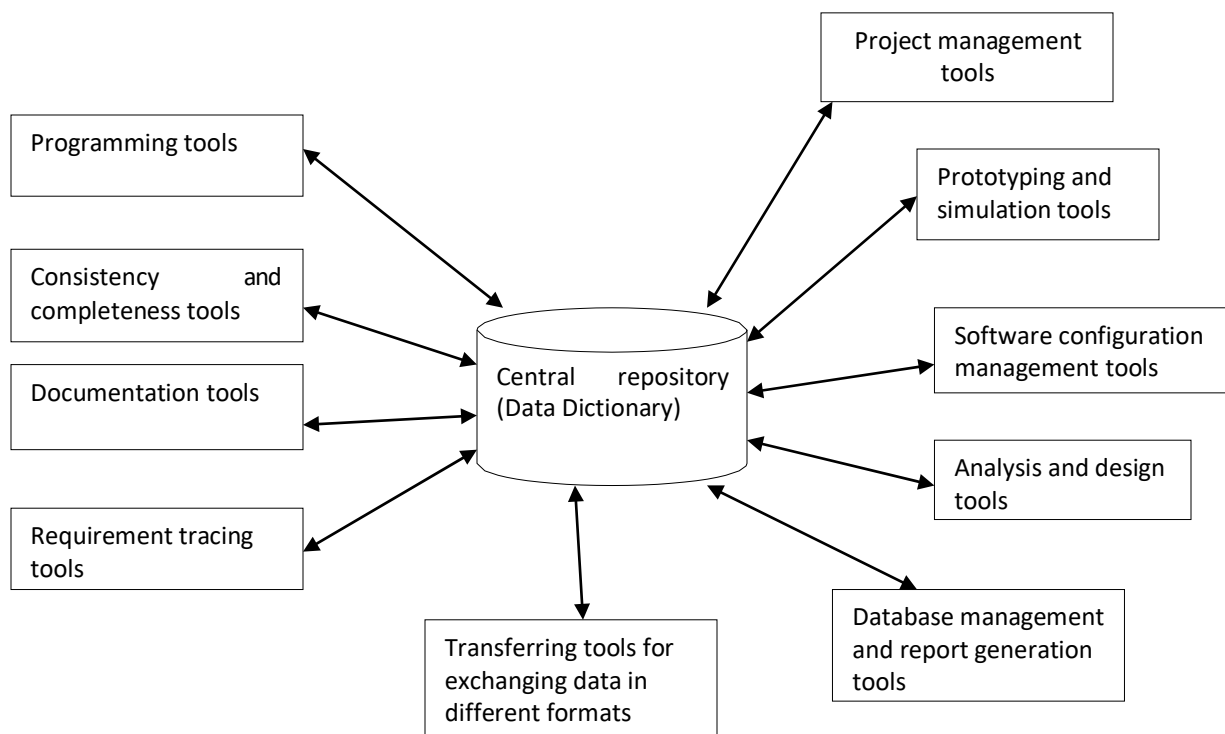 Project management
tools
Programming tools
Prototyping and
simulation tools
Consistency and
completeness tools
Software configuration
management tools
Central repository
(Data Dictionary)
Documentation tools
Analysis and design
tools
Requirement tracing
tools
Database management
and report generation
tools
Transferring tools for
exchanging data in
different formats